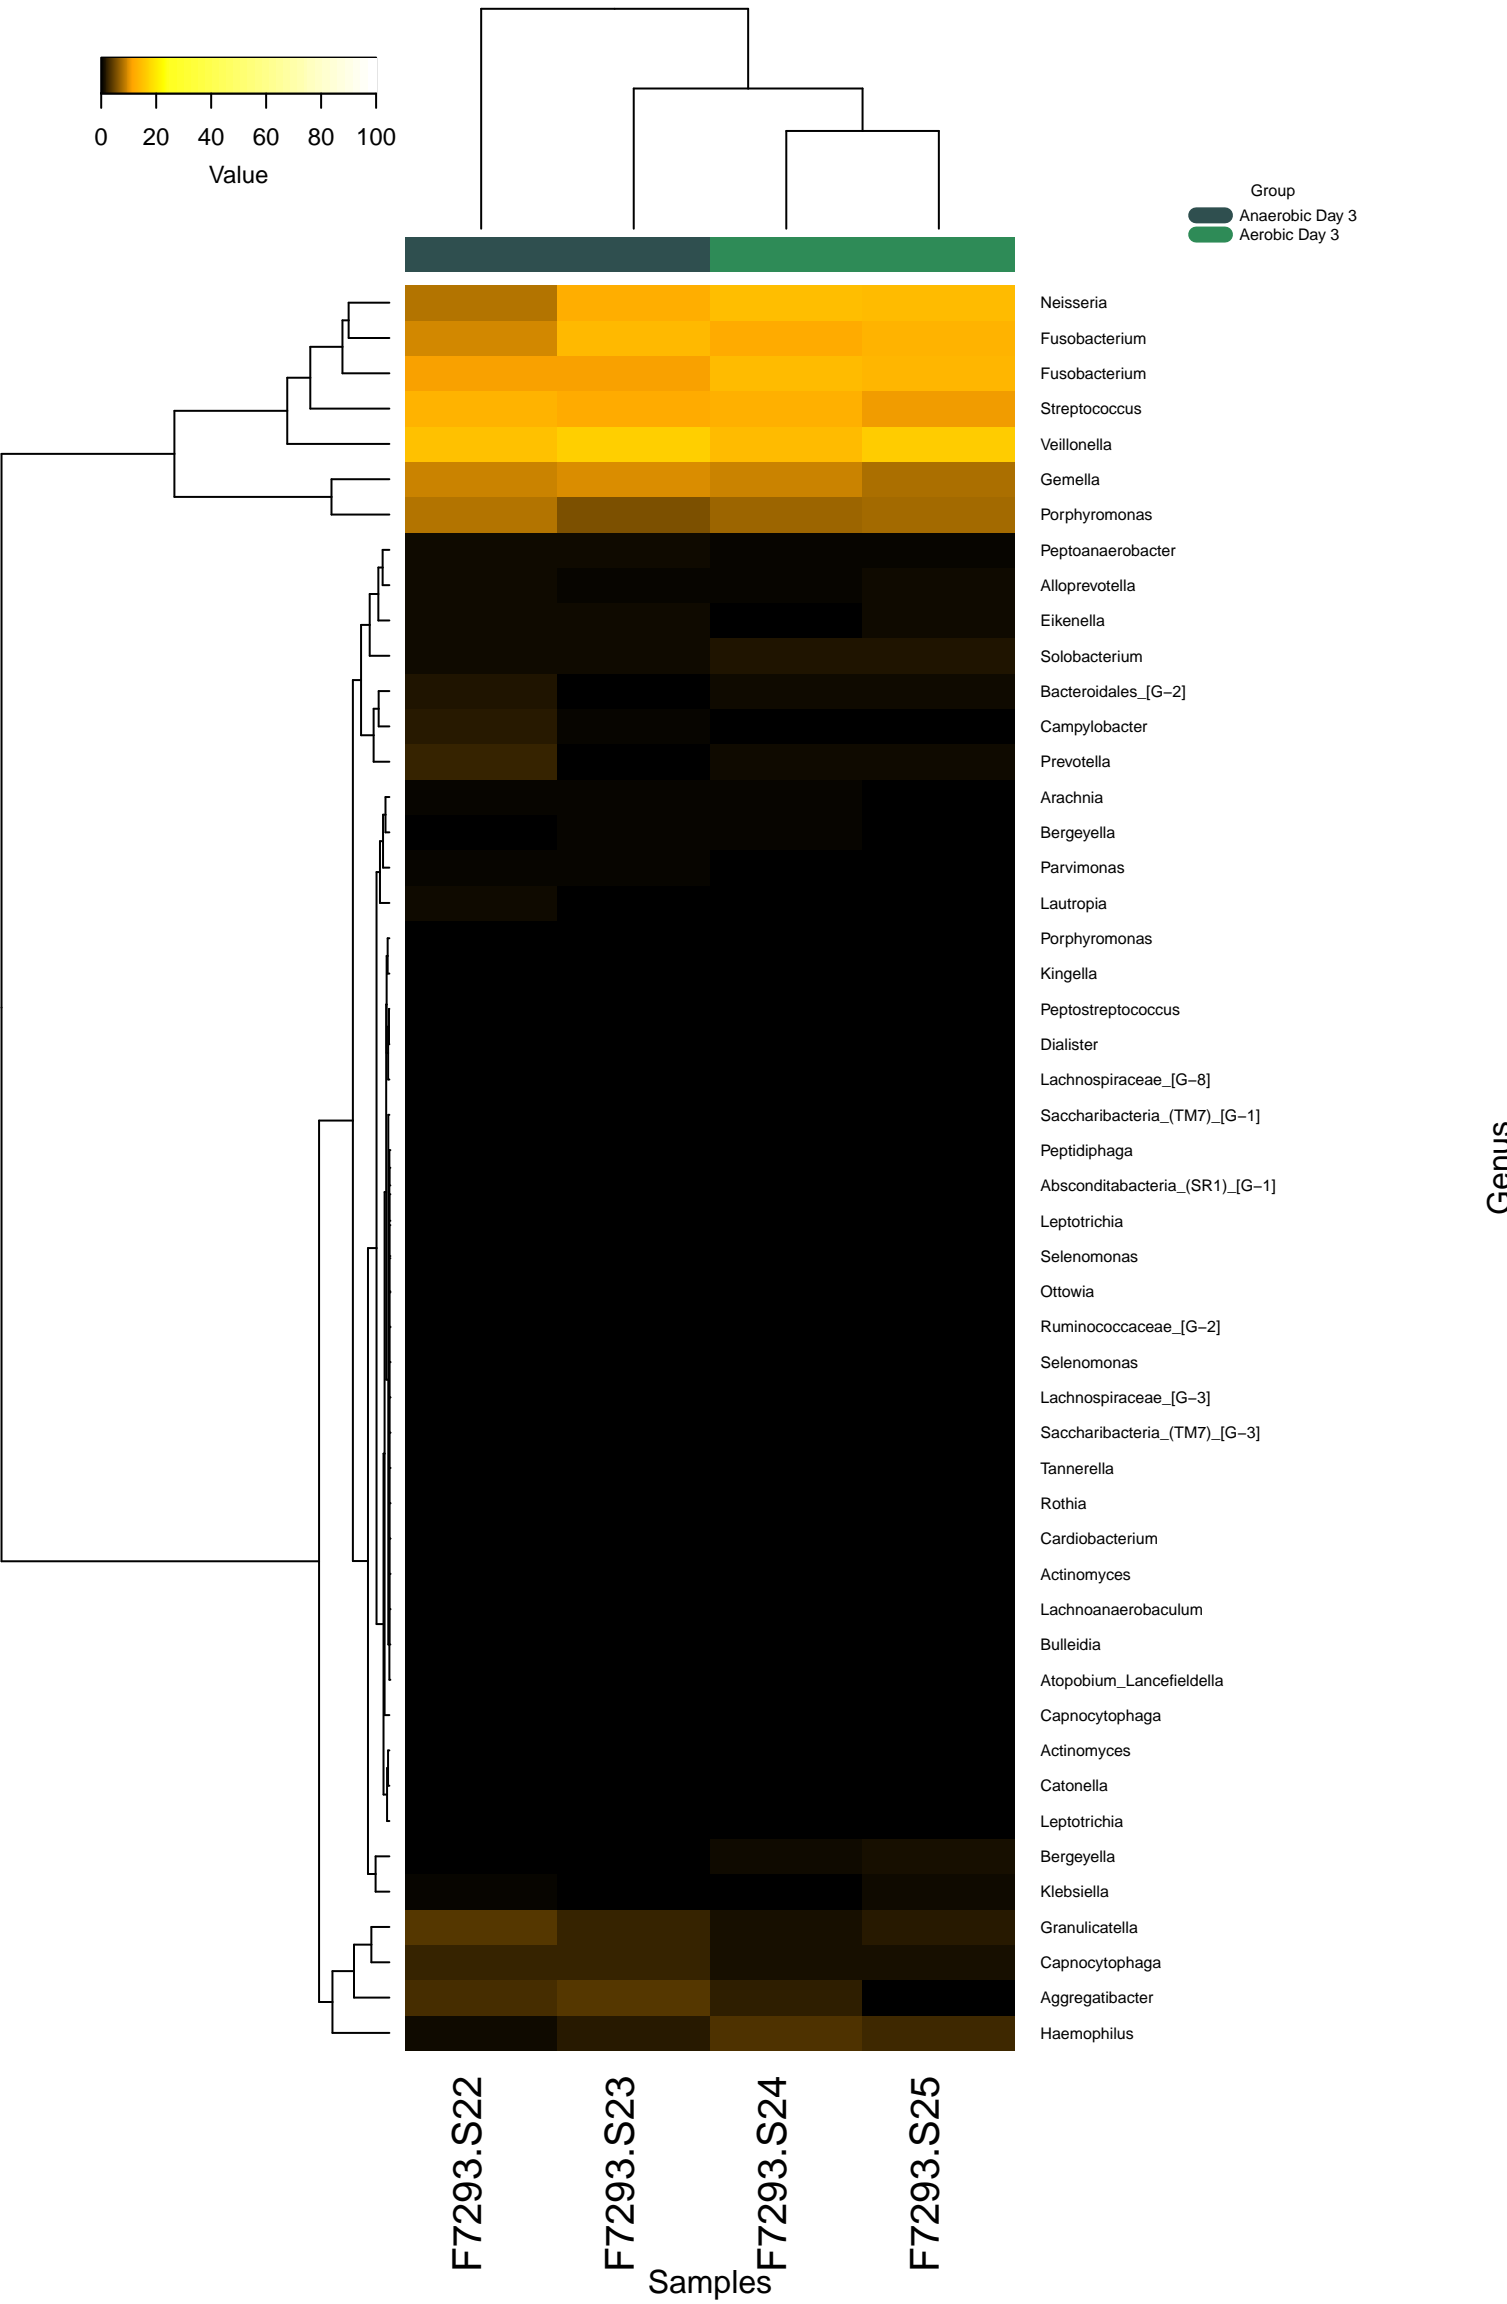 0 20 40 60 80 100
Value
Group
Anaerobic Day 3
Aerobic Day 3
Neisseria
Fusobacterium
Fusobacterium
Streptococcus
Veillonella
Gemella
Porphyromonas
Peptoanaerobacter
Alloprevotella
Eikenella
Solobacterium
Bacteroidales_[G−2]
Campylobacter
Prevotella
Arachnia
Bergeyella
Parvimonas
Lautropia
Porphyromonas
Kingella
Peptostreptococcus
Dialister
Lachnospiraceae_[G−8]
Saccharibacteria_(TM7)_[G−1]
Peptidiphaga
Absconditabacteria_(SR1)_[G−1]
Leptotrichia
Selenomonas
Ottowia
Ruminococcaceae_[G−2]
Selenomonas
Lachnospiraceae_[G−3]
Saccharibacteria_(TM7)_[G−3]
Tannerella
Rothia
Cardiobacterium
Actinomyces
Lachnoanaerobaculum
Bulleidia
Atopobium_Lancefieldella
Capnocytophaga
Actinomyces
Catonella
Leptotrichia
Bergeyella
Klebsiella
Granulicatella
Capnocytophaga
Aggregatibacter
Haemophilus
Genus
F7293.S22
F7293.S23
F7293.S24
F7293.S25
Samples